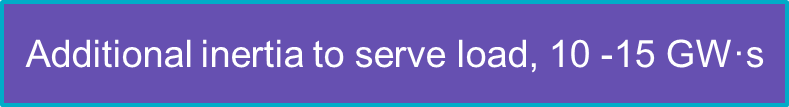 Additional inertia to serve load, 10 -15 GW·s